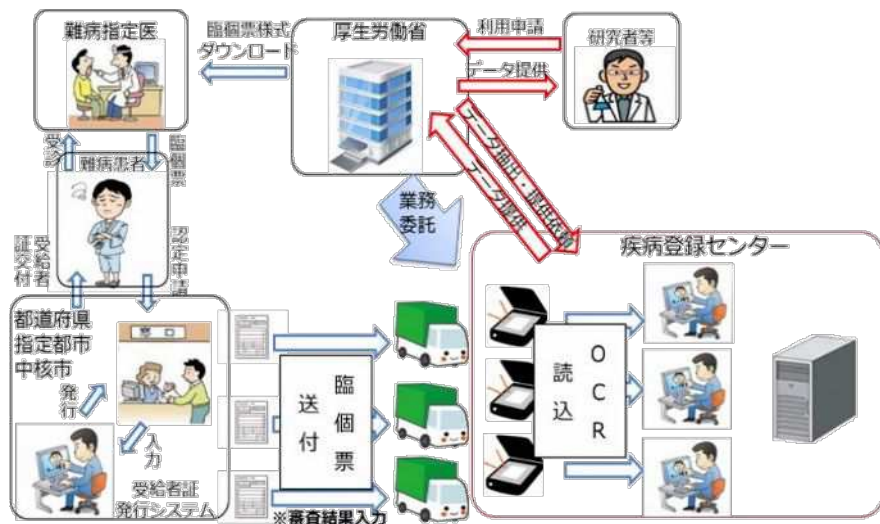 難病指定医
臨個票様式
ダウンロード
厚生労働省
利用申請
データ提供
研究者等
受診
臨個票
難病患者
業務
委託
データ抽出・提供依頼
データ提供
受給者
証交付
認定申請
疾病登録センター
都道府県
指定都市
中核市
窓口
発行
入力
受給者証
発行システム
臨個票
送付
※審査結果入力
OCR
読込